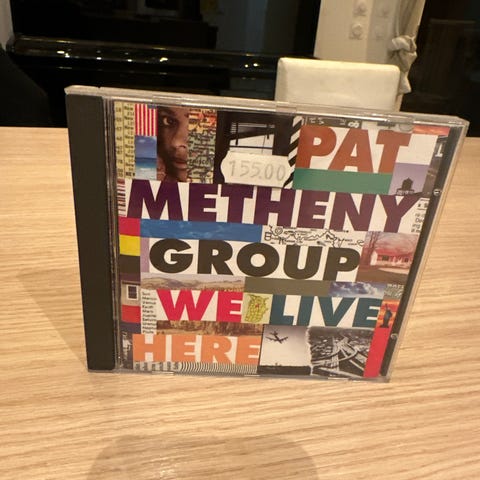 PAT
155.00
METHENY
GROUP
WE LIVE
HERE